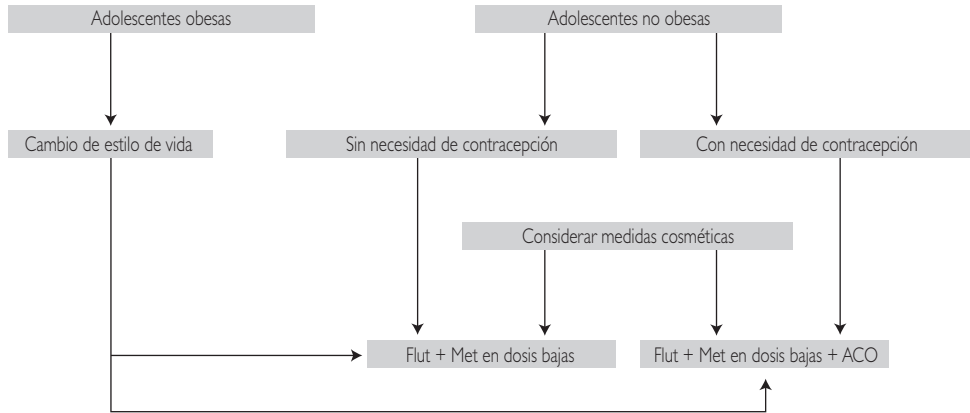 Adolescentes obesas
Adolescentes no obesas
Cambio de estilo de vida
Sin necesidad de contracepción
Con necesidad de contracepción
Considerar medidas cosméticas
Flut + Met en dosis bajas
Flut + Met en dosis bajas + ACO